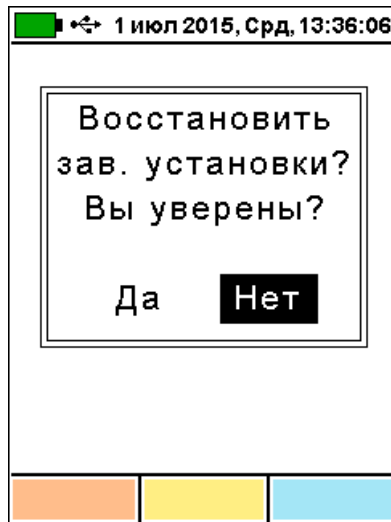 1 июл 2015, Срд, 13:36:06
Восстановить
зав. установки?
Вы уверены?
Да Нет